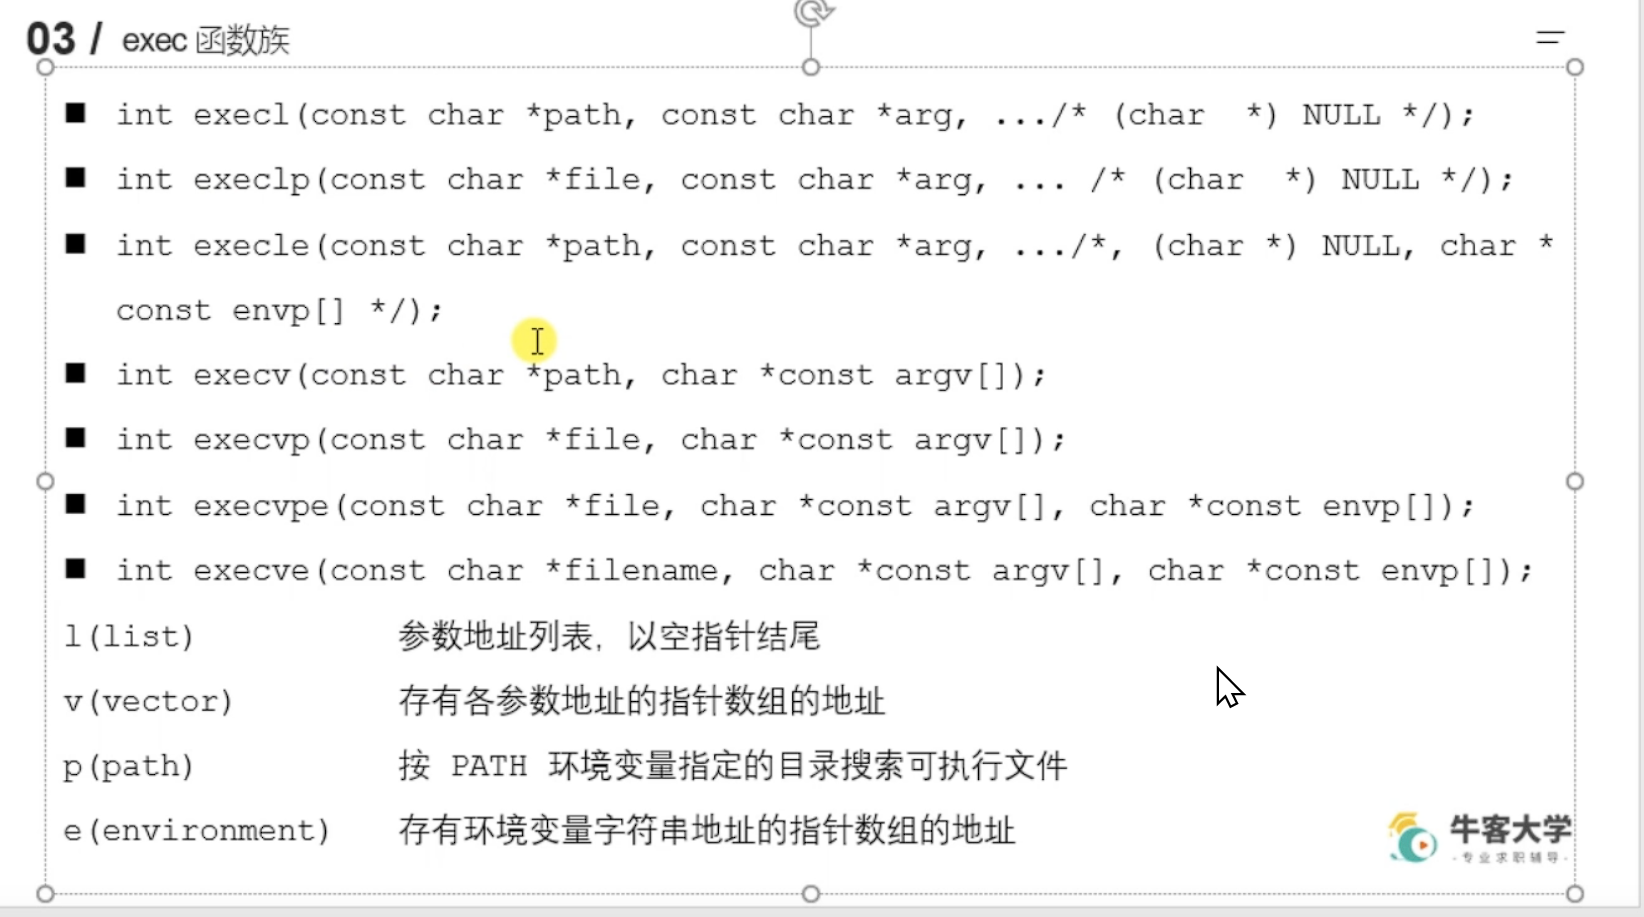 03 / exec 函数族
int execl(const char *path, const char *arg, .../* (char  *) NULL */);
int execlp(const char *file, const char *arg, ... /* (char  *) NULL */);
int execle(const char *path, const char *arg, .../*, (char *) NULL, char *
const envp[] */);
int execv(const char *path, char *const argv[]);
int execvp(const char *file, char *const argv[]);
int execvpe(const char *file, char *const argv[], char *const envp[]);
int execve(const char *filename, char *const argv[], char *const envp[]);
l(list) 参数地址列表，以空指针结尾
v(vector) 存有各参数地址的指针数组的地址
p(path) 按 PATH 环境变量指定的目录搜索可执行文件
e(environment) 存有环境变量字符串地址的指针数组的地址
牛客大学
·专业求职辅导·